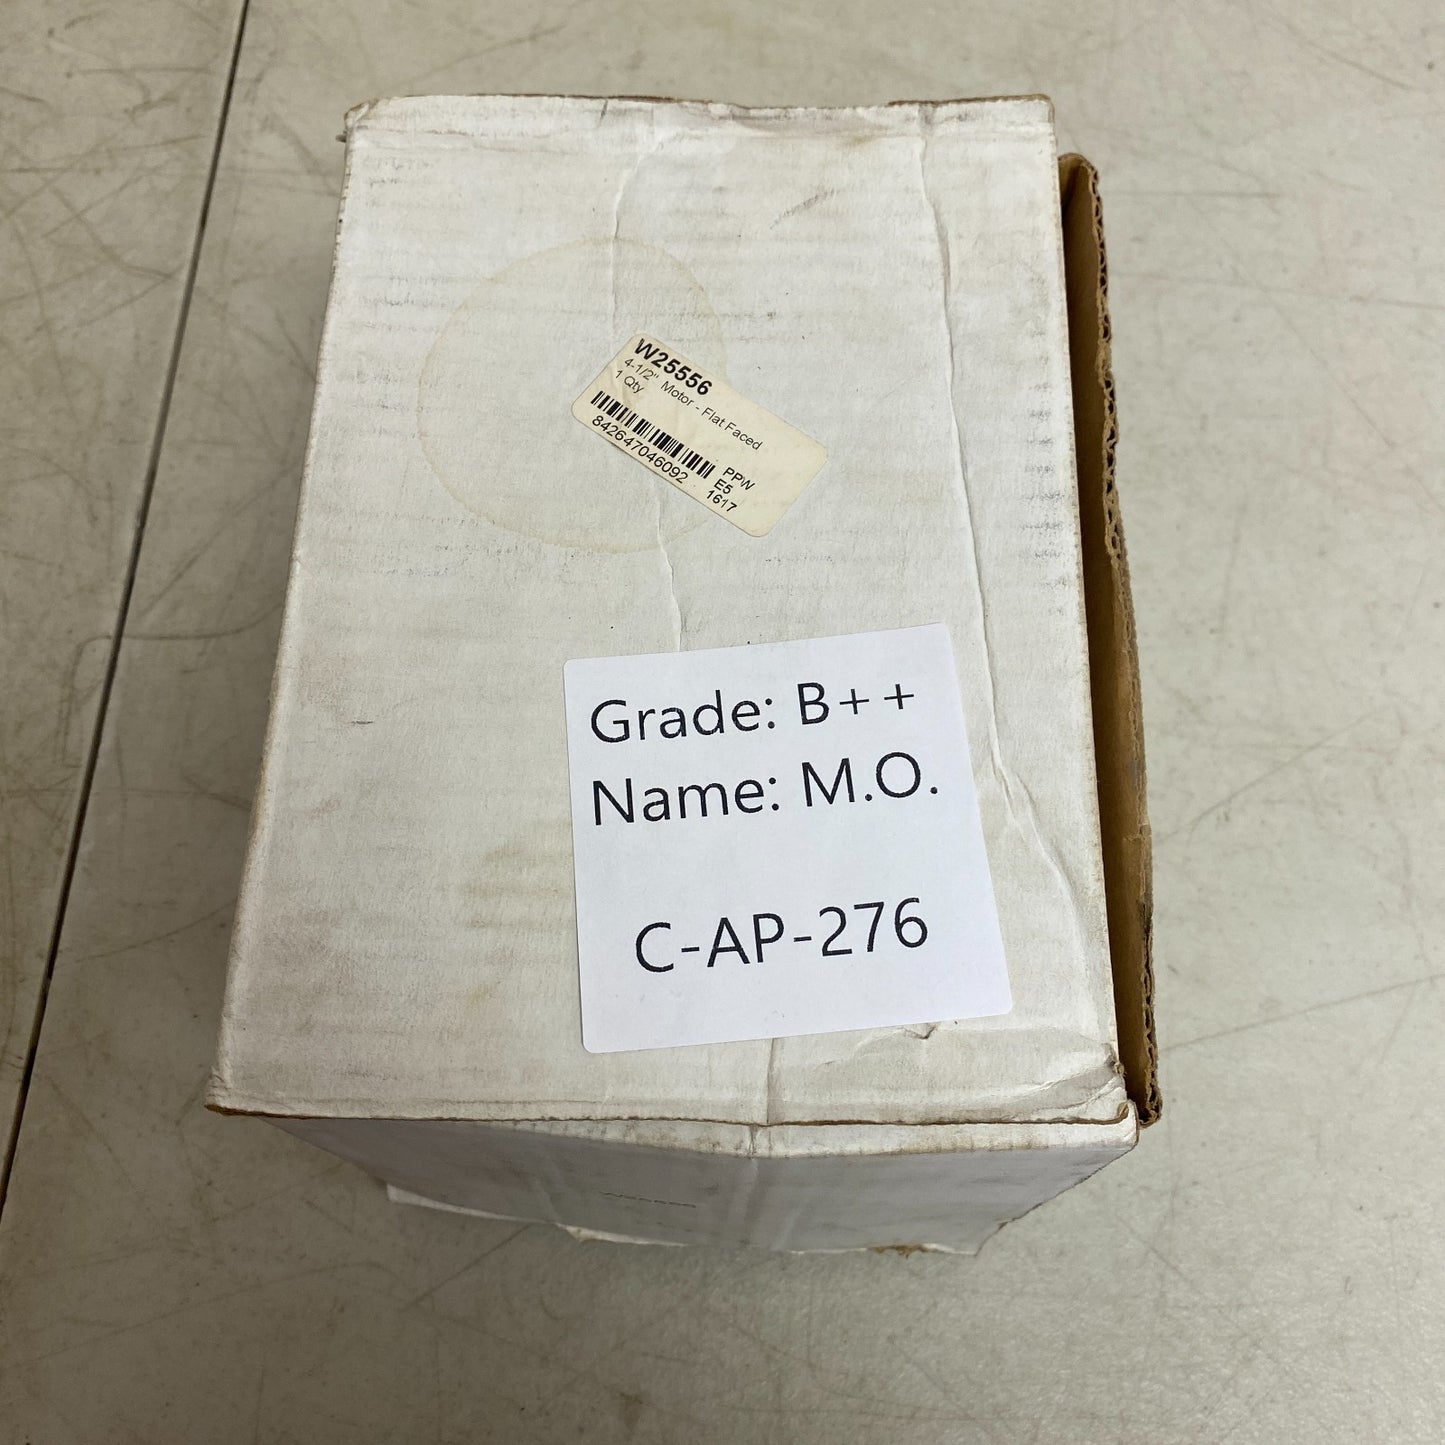 W25556
4-1/2" Motor - Flat Faced
1 Qty
842647046092
PPW
E5
1617
Grade: B++
Name: M.O.
C-AP-276